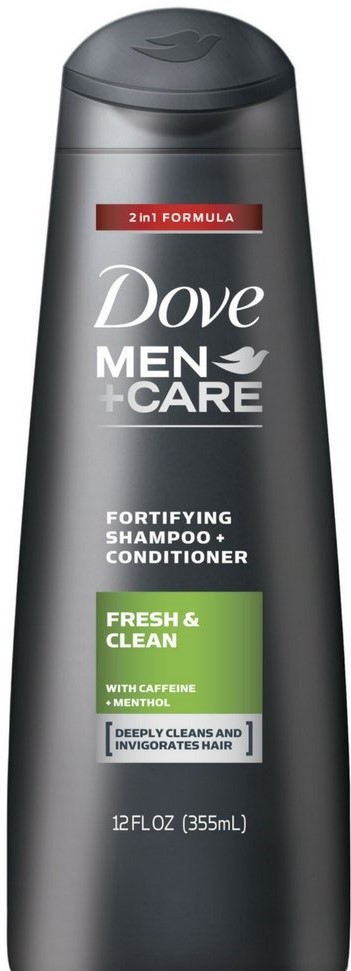 2in1 FORMULA
Dove
MEN
+CARE
FORTIFYING
SHAMPOO +
CONDITIONER
FRESH &
CLEAN
WITH CAFFEINE
+ MENTHOL
[DEEPLY CLEANS AND
INVIGORATES HAIR]
12 FL OZ (355mL)